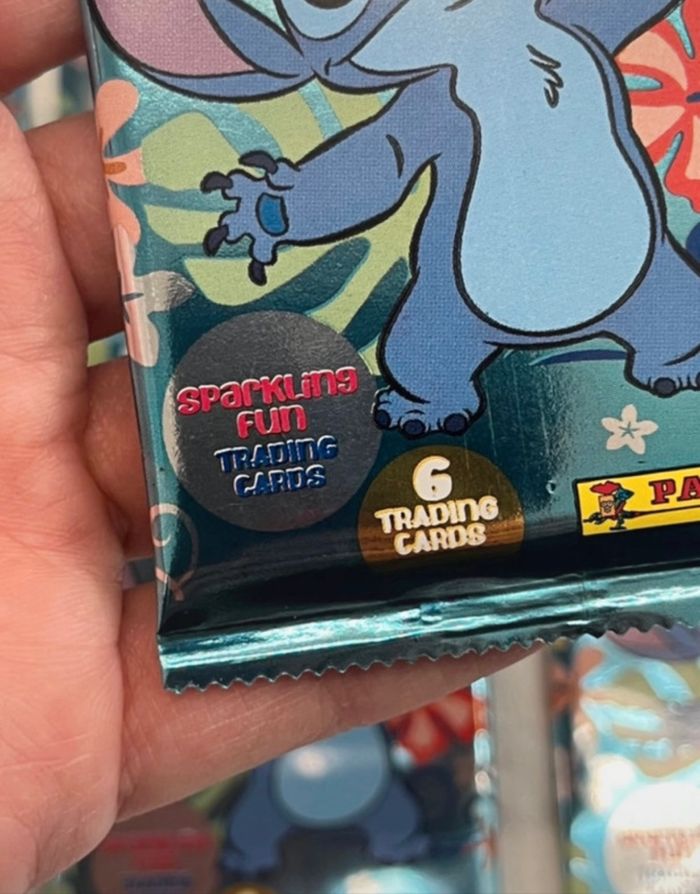 SPARKLING
FUN
TRADING
CARDS
6
TRADING
CARDS
PA